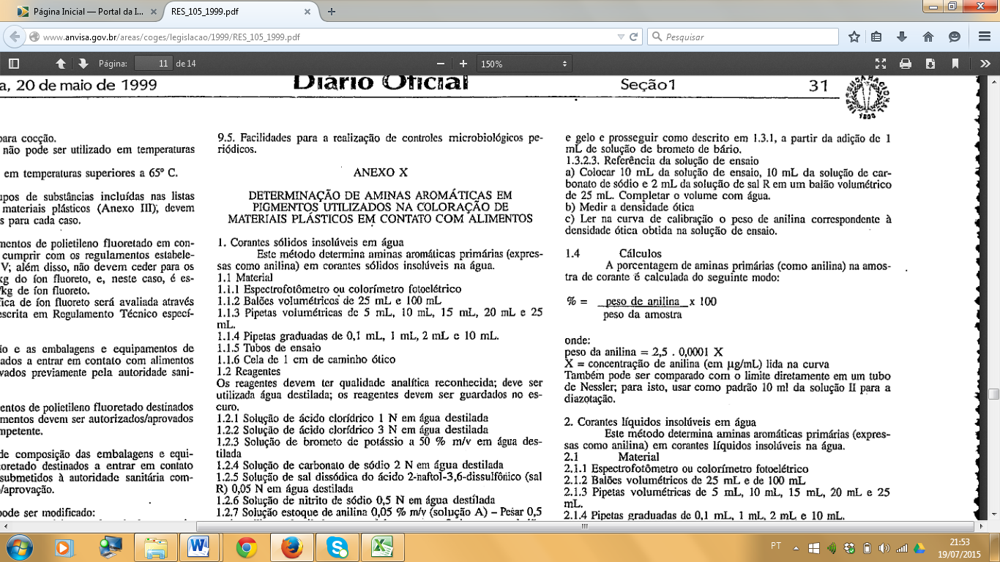 Página Inicial — Portal da I...
RES_105_1999.pdf
www.anvisa.gov.br/areas/coges/legislacao/1999/RES_105_1999.pdf
Pesquisar
Página:
11
de 14
150%
a, 20 de maio de 1999
Diário Oficial
Seção 1
31
para cocção.
não pode ser utilizado em temperaturas
em temperaturas superiores a 65° C.
upos de substâncias incluídas nas listas
materiais plásticos (Anexo III), devem
s para cada caso.
mentos de polietileno fluoretado em con-
cumprir com os regulamentos estabele-
V; além disso, não devem ceder para os
kg do íon fluoreto, e, neste caso, é es-
/kg de íon fluoreto.
fica de íon fluoreto será avaliada através
escrita em Regulamento Técnico especí-
io e as embalagens e equipamentos de
ados a entrar em contato com alimentos
vados previamente pela autoridade sani-
entos de polietileno fluoretado destinados
mentos devem ser autorizados/aprovados
mpetente.
de composição das embalagens e equi-
oretado destinados a entrar em contato
submetidos à autoridade sanitária com-
o/aprovação.
pode ser modificado:
9.5. Facilidades para a realização de controles microbiológicos pe-
riódicos.
ANEXO X
DETERMINAÇÃO DE AMINAS AROMÁTICAS EM
PIGMENTOS UTILIZADOS NA COLORAÇÃO DE
MATERIAIS PLÁSTICOS EM CONTATO COM ALIMENTOS
1. Corantes sólidos insolúveis em água
Este método determina aminas aromáticas primárias (expres-
sas como anilina) em corantes sólidos insolúveis na água.
1.1 Material
1.1.1 Espectrofotômetro ou colorímetro fotoelétrico
1.1.2 Balões volumétricos de 25 mL e 100 mL
1.1.3 Pipetas volumétricas de 5 mL, 10 mL, 15 mL, 20 mL e 25
mL.
1.1.4 Pipetas graduadas de 0,1 mL, 1 mL, 2 mL e 10 mL.
1.1.5 Tubos de ensaio
1.1.6 Cela de 1 cm de caminho ótico
1.2 Reagentes
Os reagentes devem ter qualidade analítica reconhecida; deve ser
utilizada água destilada; os reagentes devem ser guardados no es-
curo.
1.2.1 Solução de ácido clorídrico 1 N em água destilada
1.2.2 Solução de ácido clorídrico 3 N em água destilada
1.2.3 Solução de brometo de potássio a 50 % m/v em água des-
tilada
1.2.4 Solução de carbonato de sódio 2 N em água destilada
1.2.5 Solução de sal dissódica do ácido 2-naftol-3,6-dissulfônico (sal
R) 0,05 N em água destilada
1.2.6 Solução de nitrito de sódio 0,5 N em água destilada
1.2.7 Solução estoque de anilina 0,05 % m/v (solução A) – Pesar 0,5
e gelo e prosseguir como descrito em 1.3.1, a partir da adição de 1
mL de solução de brometo de bário.
1.3.2.3. Referência da solução de ensaio
a) Colocar 10 mL da solução de ensaio, 10 mL da solução de car-
bonato de sódio e 2 mL da solução de sal R em um balão volumétrico
de 25 mL. Completar o volume com água.
b) Medir a densidade ótica
c) Ler na curva de calibração o peso de anilina correspondente à
densidade ótica obtida na solução de ensaio.
1.4 Cálculos
A porcentagem de aminas primárias (como anilina) na amos-
tra de corante é calculada do seguinte modo:
% = peso de anilina x 100
peso da amostra
onde:
peso da anilina = 2,5 . 0,0001 X
X = concentração de anilina (em μg/mL) lida na curva
Também pode ser comparado com o limite diretamente em um tubo
de Nessler; para isto, usar como padrão 10 ml da solução II para a
diazotação.
2. Corantes líquidos insolúveis em água
Este método determina aminas aromáticas primárias (expres-
sas como anilina) em corantes líquidos insolúveis na água.
2.1 Material
2.1.1 Espectrofotômetro ou colorímetro fotoelétrico
2.1.2 Balões volumétricos de 25 mL e de 100 mL
2.1.3 Pipetas volumétricas de 5 mL, 10 mL, 15 mL, 20 mL e 25
mL.
2.1.4 Pipetas graduadas de 0,1 mL, 1 mL, 2 mL e 10 mL.
PT
21:53
19/07/2015